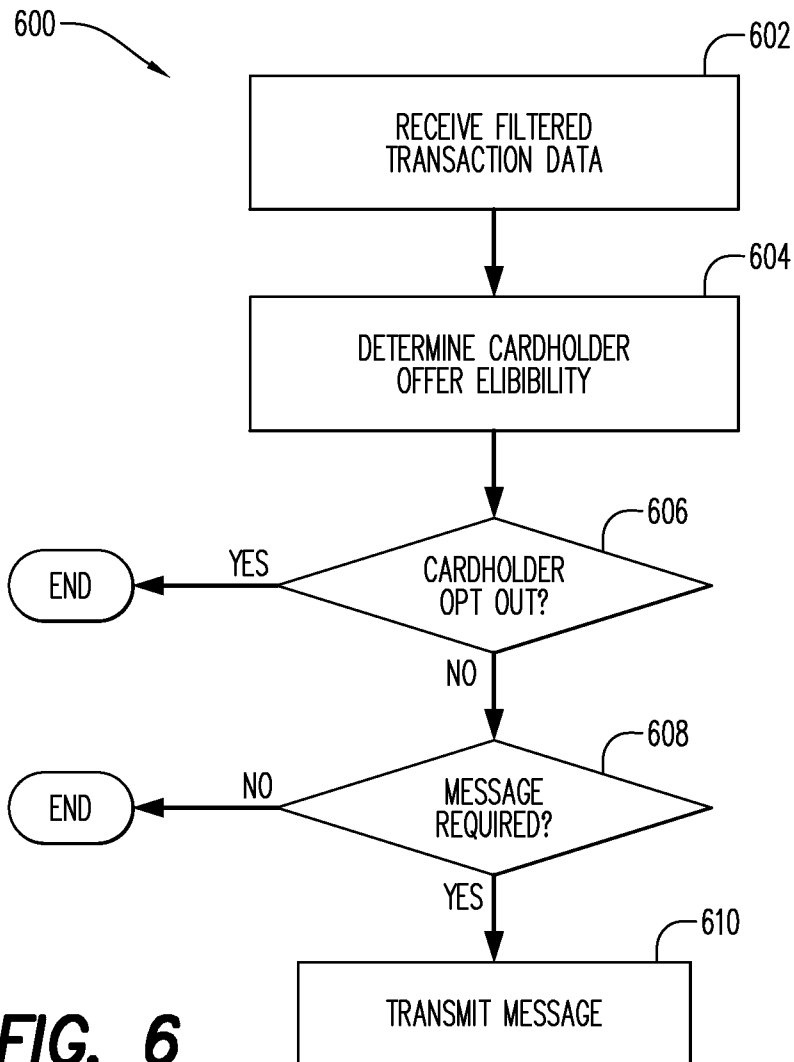 600
602
RECEIVE FILTERED
TRANSACTION DATA
604
DETERMINE CARDHOLDER
OFFER ELIBIBILITY
606
CARDHOLDER
OPT OUT?
YES
END
NO
608
MESSAGE
REQUIRED?
NO
END
YES
610
TRANSMIT MESSAGE
FIG. 6